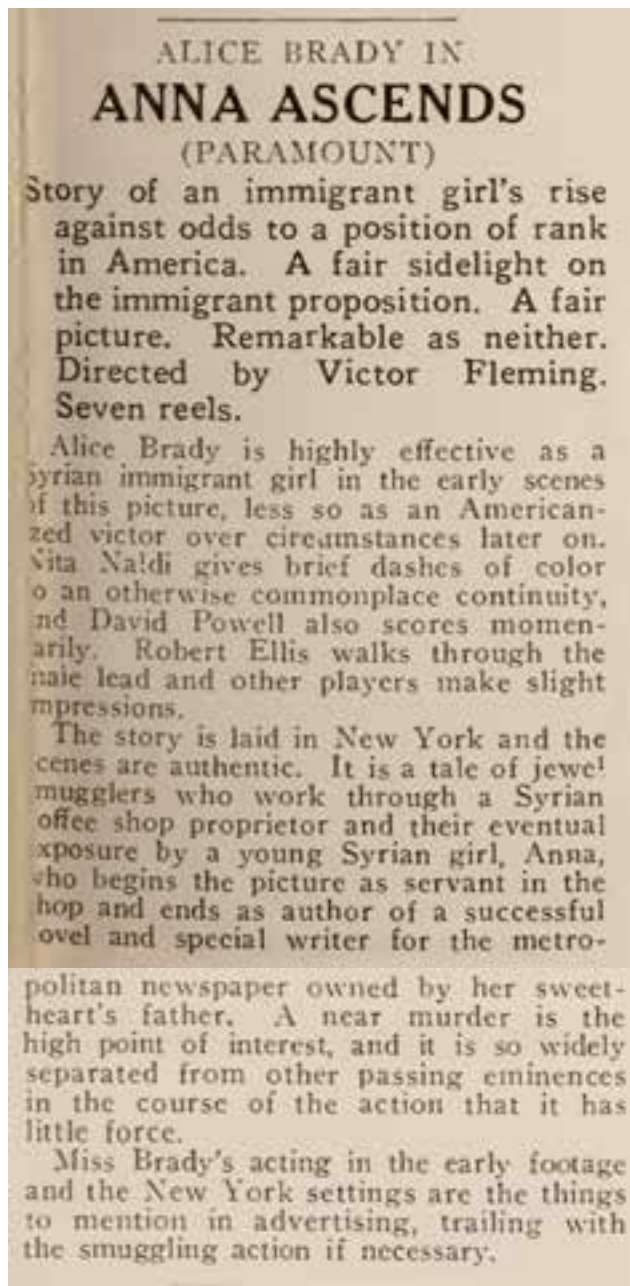 ALICE BRADY IN
ANNA ASCENDS
(PARAMOUNT)
Story of an immigrant girl's rise
against odds to a position of rank
in America. A fair sidelight on
the immigrant proposition. A fair
picture. Remarkable as neither.
Directed by Victor Fleming.
Seven reels.
Alice Brady is highly effective as a
Syrian immigrant girl in the early scenes
of this picture, less so as an American-
zed victor over circumstances later on.
Nita Naldi gives brief dashes of color
o an otherwise commonplace continuity,
nd David Powell also scores momen-
arily. Robert Ellis walks through the
male lead and other players make slight
mpressions.
The story is laid in New York and the
cenes are authentic. It is a tale of jewel
mugglers who work through a Syrian
offee shop proprietor and their eventual
xposure by a young Syrian girl, Anna,
who begins the picture as servant in the
hop and ends as author of a successful
ovel and special writer for the metro-
politan newspaper owned by her sweet-
heart's father. A near murder is the
high point of interest, and it is so widely
separated from other passing eminences
in the course of the action that it has
little force.
Miss Brady's acting in the early footage
and the New York settings are the things
to mention in advertising, trailing with
the smuggling action if necessary.